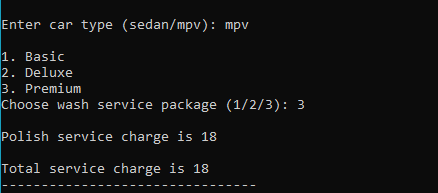 Enter car type (sedan/mpv): mpv
1. Basic
2. Deluxe
3. Premium
Choose wash service package (1/2/3): 3
Polish service charge is 18
Total service charge is 18
--------------------------------